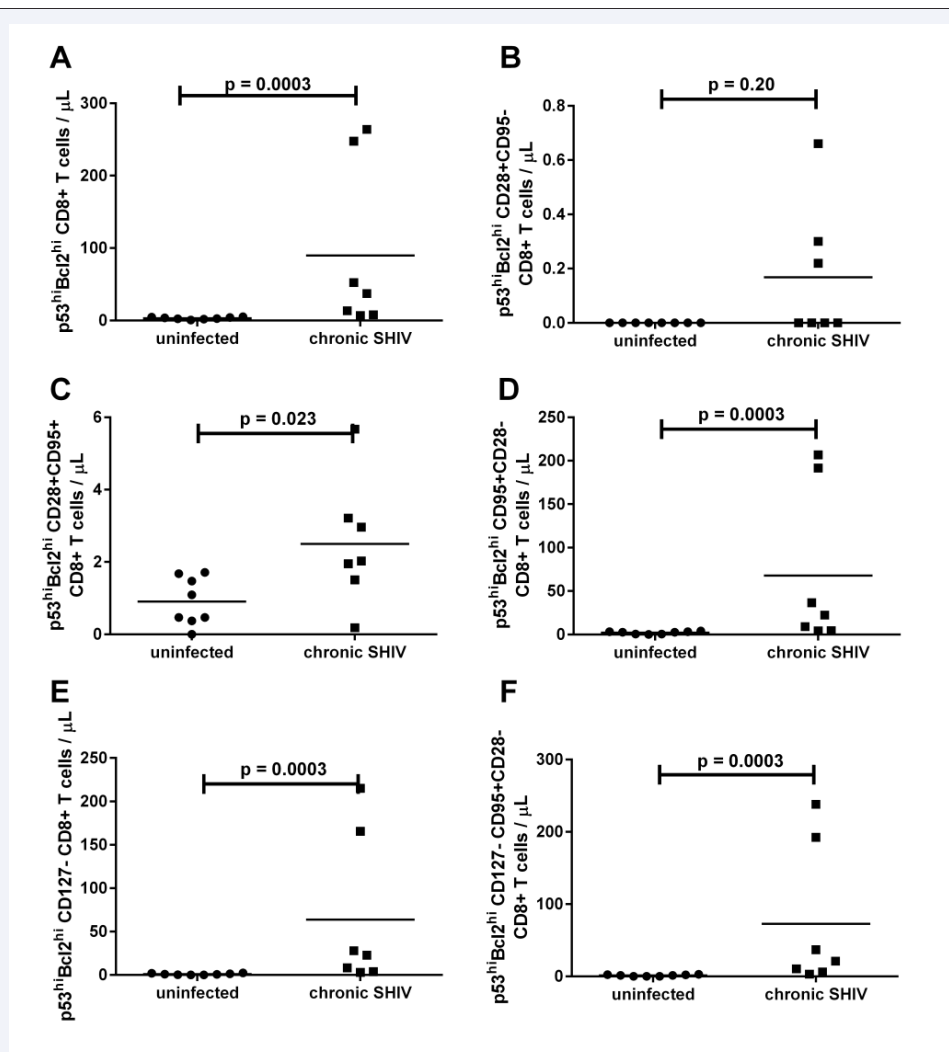 A
p = 0.0003
p53hiBcl2hi CD8+ T cells / μL
300
200
100
0
uninfected
chronic SHIV
B
p = 0.20
p53hiBcl2hi CD28+CD95-
CD8+ T cells / μL
0.8
0.6
0.4
0.2
0.0
uninfected
chronic SHIV
C
p = 0.023
p53hiBcl2hi CD28+CD95+
CD8+ T cells / μL
6
4
2
0
uninfected
chronic SHIV
D
p = 0.0003
p53hiBcl2hi CD95+CD28-
CD8+ T cells / μL
250
200
150
100
50
0
uninfected
chronic SHIV
E
p = 0.0003
p53hiBcl2hi CD127- CD8+ T cells / μL
250
200
150
100
50
0
uninfected
chronic SHIV
F
p = 0.0003
p53hiBcl2hi CD127- CD95+CD28-
CD8+ T cells / μL
300
200
100
0
uninfected
chronic SHIV